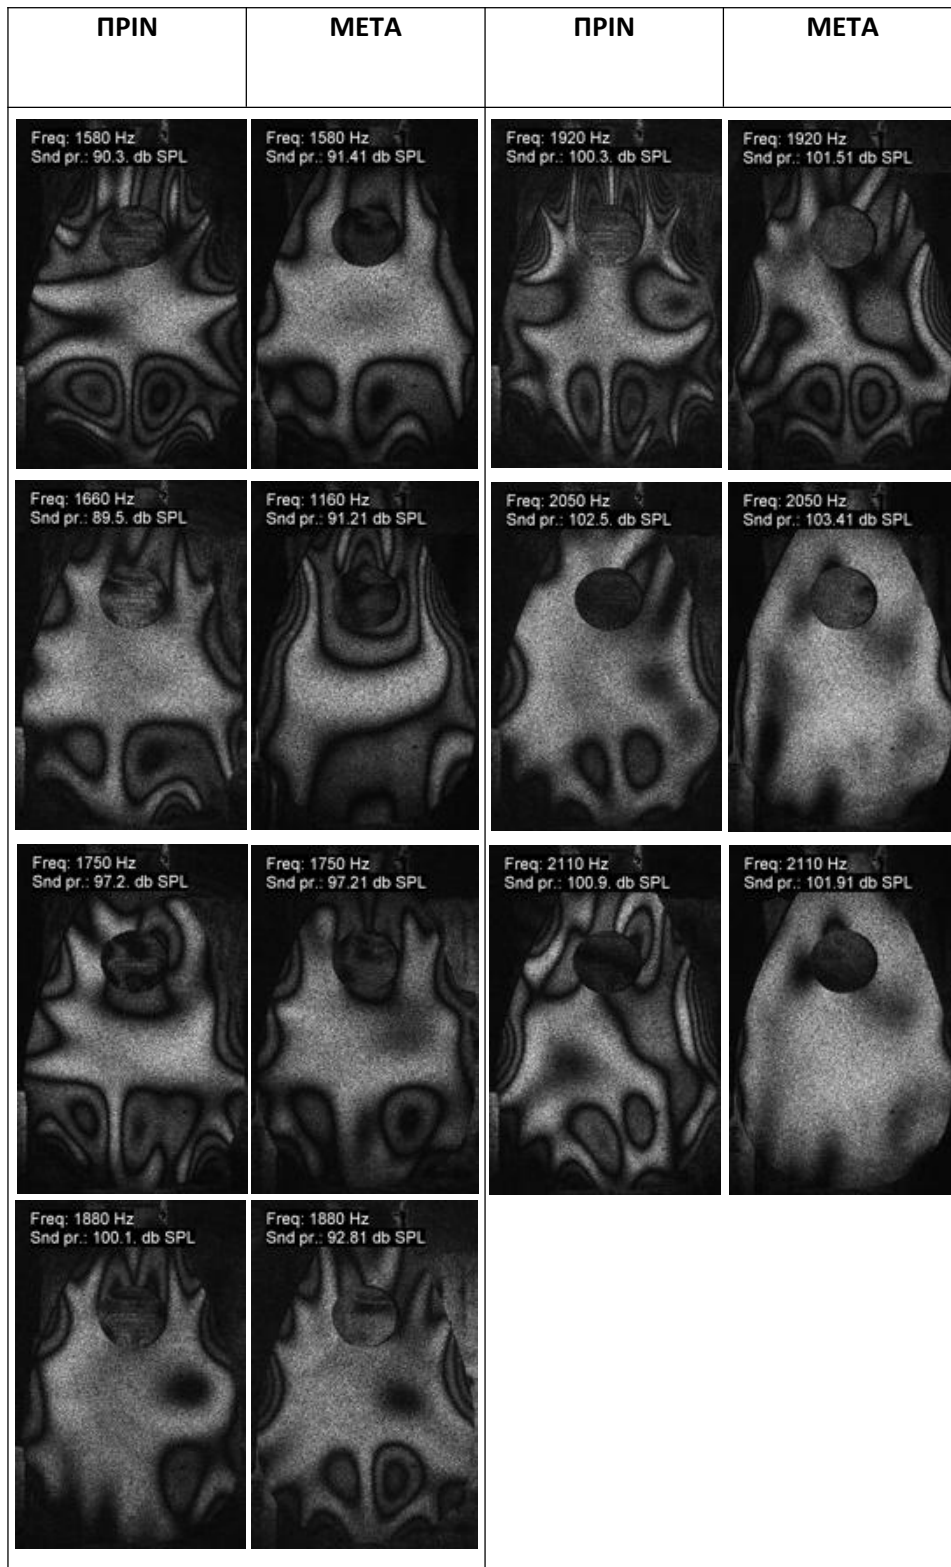 ΠΡΙΝ
ΜΕΤΑ
ΠΡΙΝ
ΜΕΤΑ
Freq: 1580 Hz
Snd pr.: 90.3. db SPL
Freq: 1580 Hz
Snd pr.: 91.41 db SPL
Freq: 1920 Hz
Snd pr.: 100.3. db SPL
Freq: 1920 Hz
Snd pr.: 101.51 db SPL
Freq: 1660 Hz
Snd pr.: 89.5. db SPL
Freq: 1160 Hz
Snd pr.: 91.21 db SPL
Freq: 2050 Hz
Snd pr.: 102.5. db SPL
Freq: 2050 Hz
Snd pr.: 103.41 db SPL
Freq: 1750 Hz
Snd pr.: 97.2. db SPL
Freq: 1750 Hz
Snd pr.: 97.21 db SPL
Freq: 2110 Hz
Snd pr.: 100.9. db SPL
Freq: 2110 Hz
Snd pr.: 101.91 db SPL
Freq: 1880 Hz
Snd pr.: 100.1. db SPL
Freq: 1880 Hz
Snd pr.: 92.81 db SPL